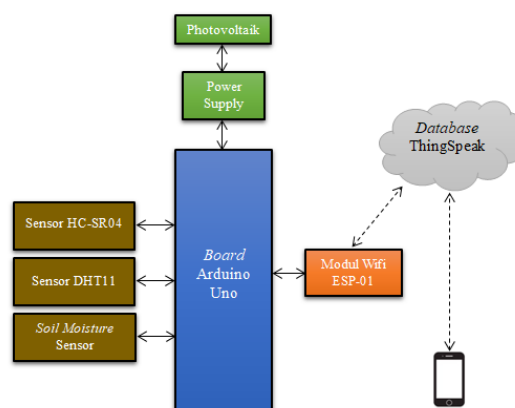 Photovoltaik
Power
Supply
Database
ThingSpeak
Sensor HC-SR04
Board
Arduino
Uno
Sensor DHT11
Modul Wifi
ESP-01
Soil Moisture
Sensor